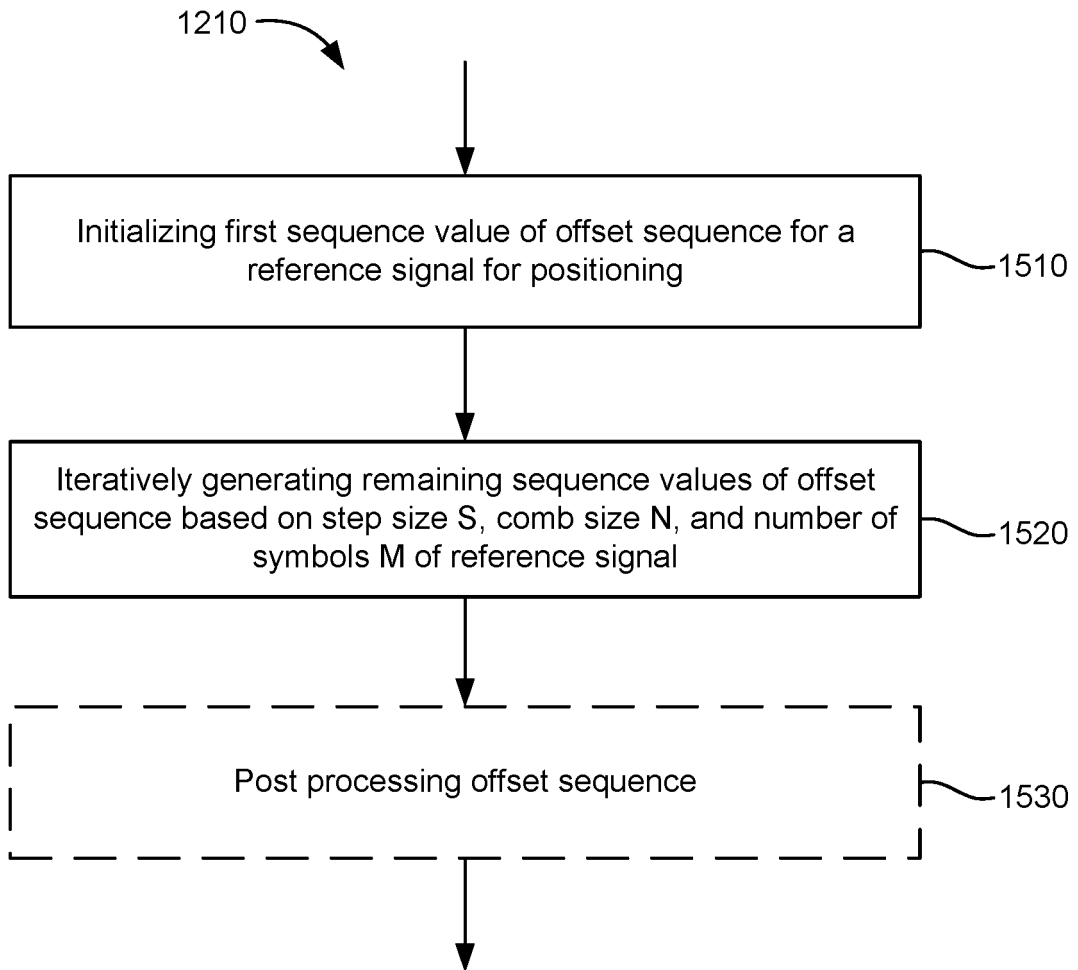 1210
Initializing first sequence value of offset sequence for a
reference signal for positioning
1510
Iteratively generating remaining sequence values of offset
sequence based on step size S, comb size N, and number of
symbols M of reference signal
1520
Post processing offset sequence
1530